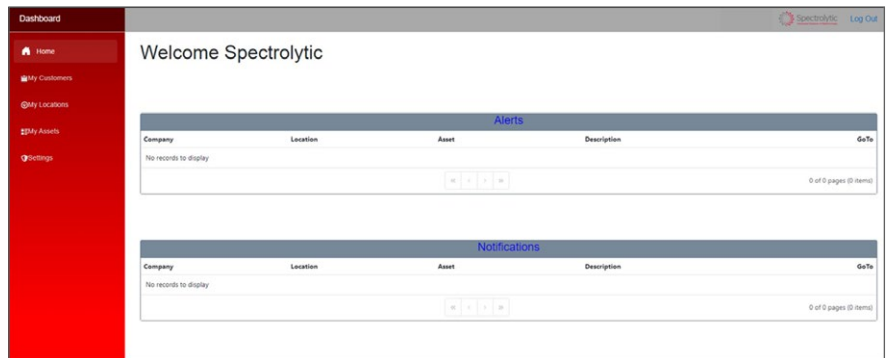 Dashboard
Spectrolytic Log Out
Home
My Customers
My Locations
My Assets
Settings
Welcome Spectrolytic
Alerts
Company Location Asset Description GoTo
No records to display
0 of 0 pages (0 items)
Notifications
Company Location Asset Description GoTo
No records to display
0 of 0 pages (0 items)